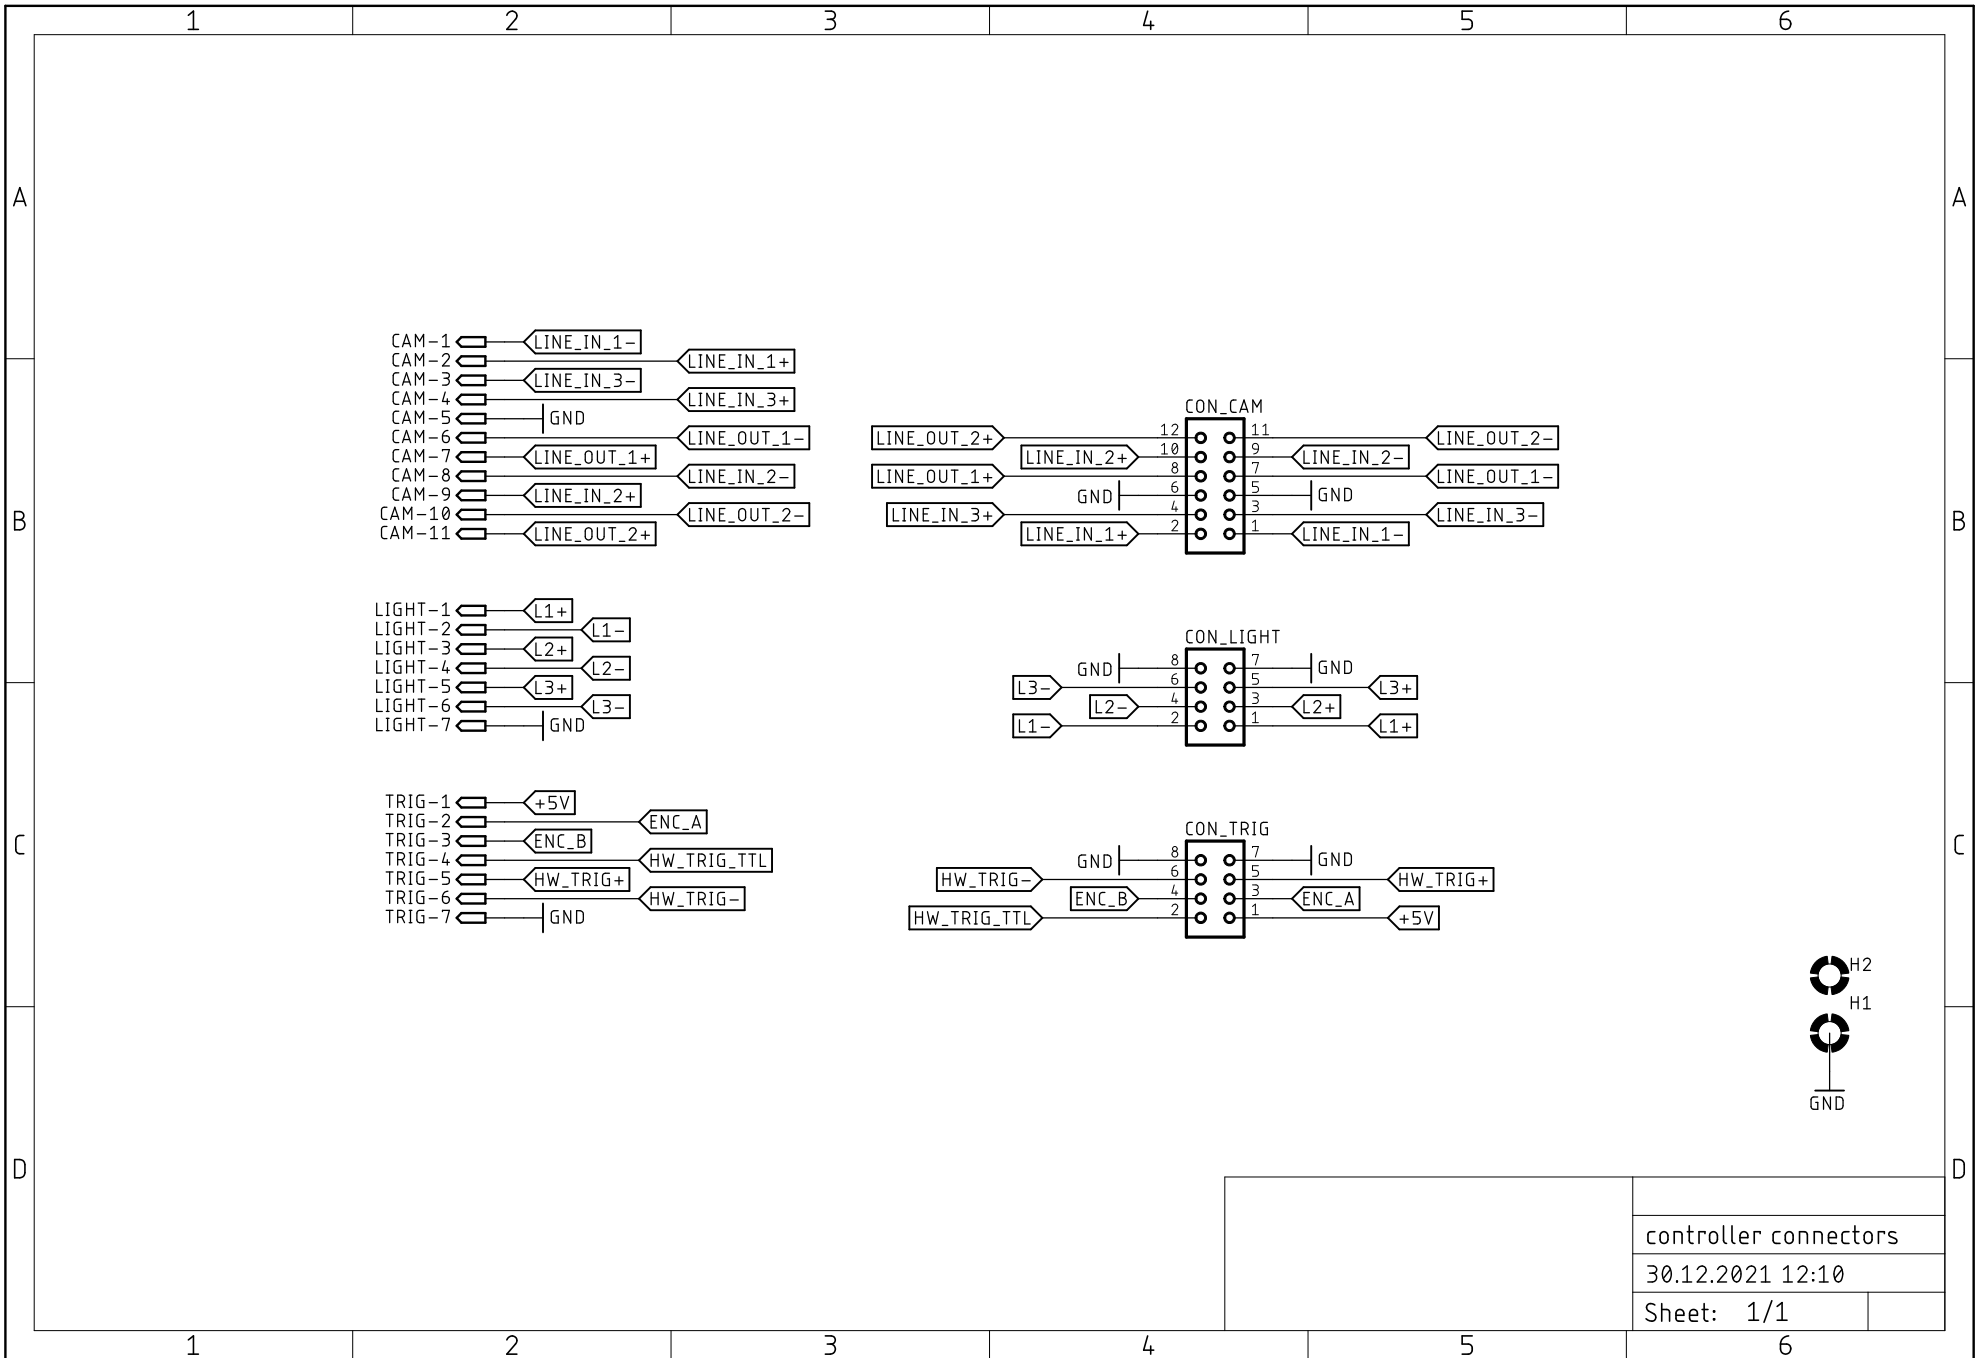 1 2 3 4 5 6
A A
CAM-1 LINE_IN_1-
CAM-2 LINE_IN_1+
CAM-3 LINE_IN_3-
CAM-4 LINE_IN_3+
CAM-5 GND
CAM-6 LINE_OUT_1-
CAM-7 LINE_OUT_1+
CAM-8 LINE_IN_2-
CAM-9 LINE_IN_2+
CAM-10 LINE_OUT_2-
CAM-11 LINE_OUT_2+
CON_CAM
LINE_OUT_2+ 12 11 LINE_OUT_2-
LINE_IN_2+ 10 9 LINE_IN_2-
LINE_OUT_1+ 8 7 LINE_OUT_1-
GND 6 5 GND
LINE_IN_3+ 4 3 LINE_IN_3-
LINE_IN_1+ 2 1 LINE_IN_1-
B B
LIGHT-1 L1+
LIGHT-2 L1-
LIGHT-3 L2+
LIGHT-4 L2-
LIGHT-5 L3+
LIGHT-6 L3-
LIGHT-7 GND
CON_LIGHT
GND 8 7 GND
L3- 6 5 L3+
L2- 4 3 L2+
L1- 2 1 L1+
TRIG-1 +5V
TRIG-2 ENC_A
TRIG-3 ENC_B
TRIG-4 HW_TRIG_TTL
TRIG-5 HW_TRIG+
TRIG-6 HW_TRIG-
TRIG-7 GND
C C
CON_TRIG
GND 8 7 GND
HW_TRIG- 6 5 HW_TRIG+
ENC_B 4 3 ENC_A
HW_TRIG_TTL 2 1 +5V
H2
H1
GND
D D
controller connectors
30.12.2021 12:10
Sheet: 1/1
1 2 3 4 5 6